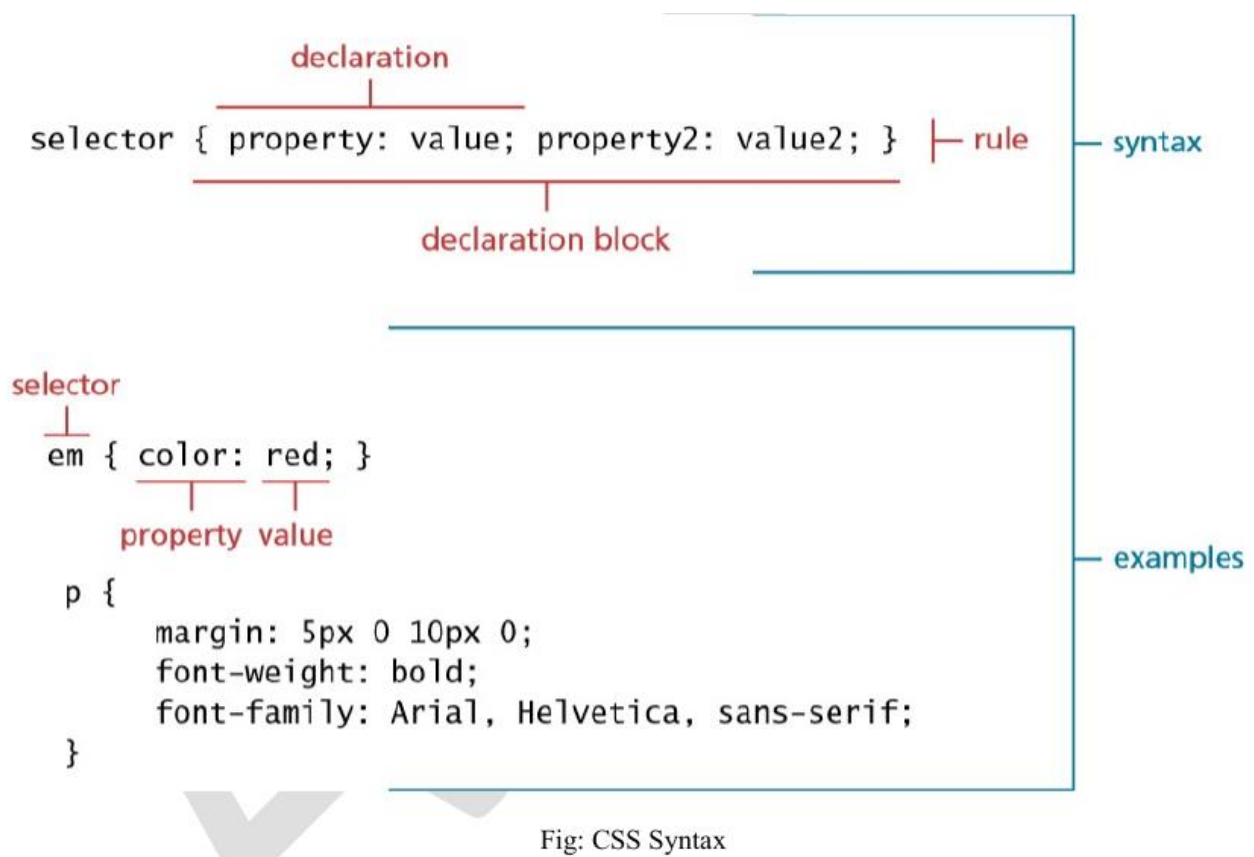 declaration
selector { property: value; property2: value2; } rule syntax
declaration block
selector
em { color: red; }
property value
examples
p {
margin: 5px 0 10px 0;
font-weight: bold;
font-family: Arial, Helvetica, sans-serif;
}
Fig: CSS Syntax